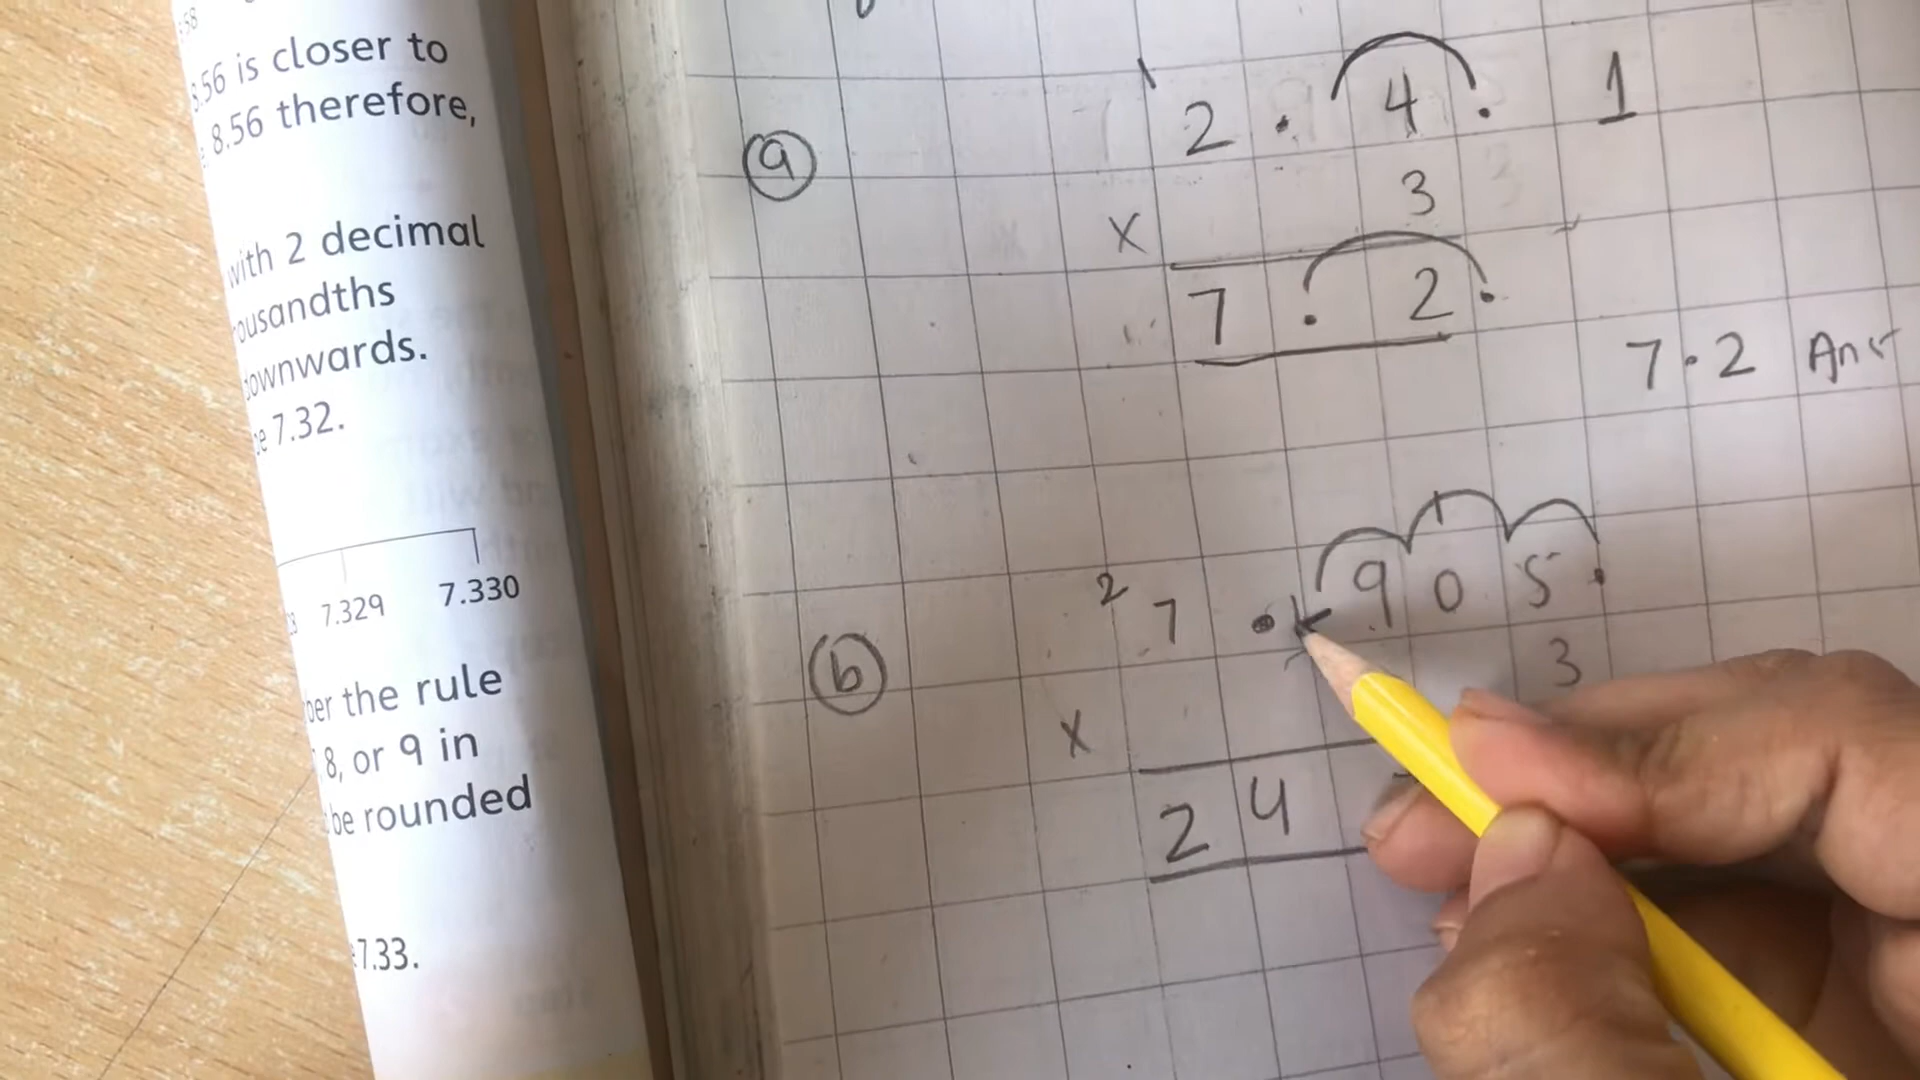 .56 is closer to
8.56 therefore,
with 2 decimal
ousandths
ownwards.
7.32.
7.329 7.330
the rule
8, or 9 in
be rounded
7.33.
a
2 . 4 . 1
3
X
7 . 2 .
7.2 Ans
b
2 7 . 9 0 5 .
3
X
2 4